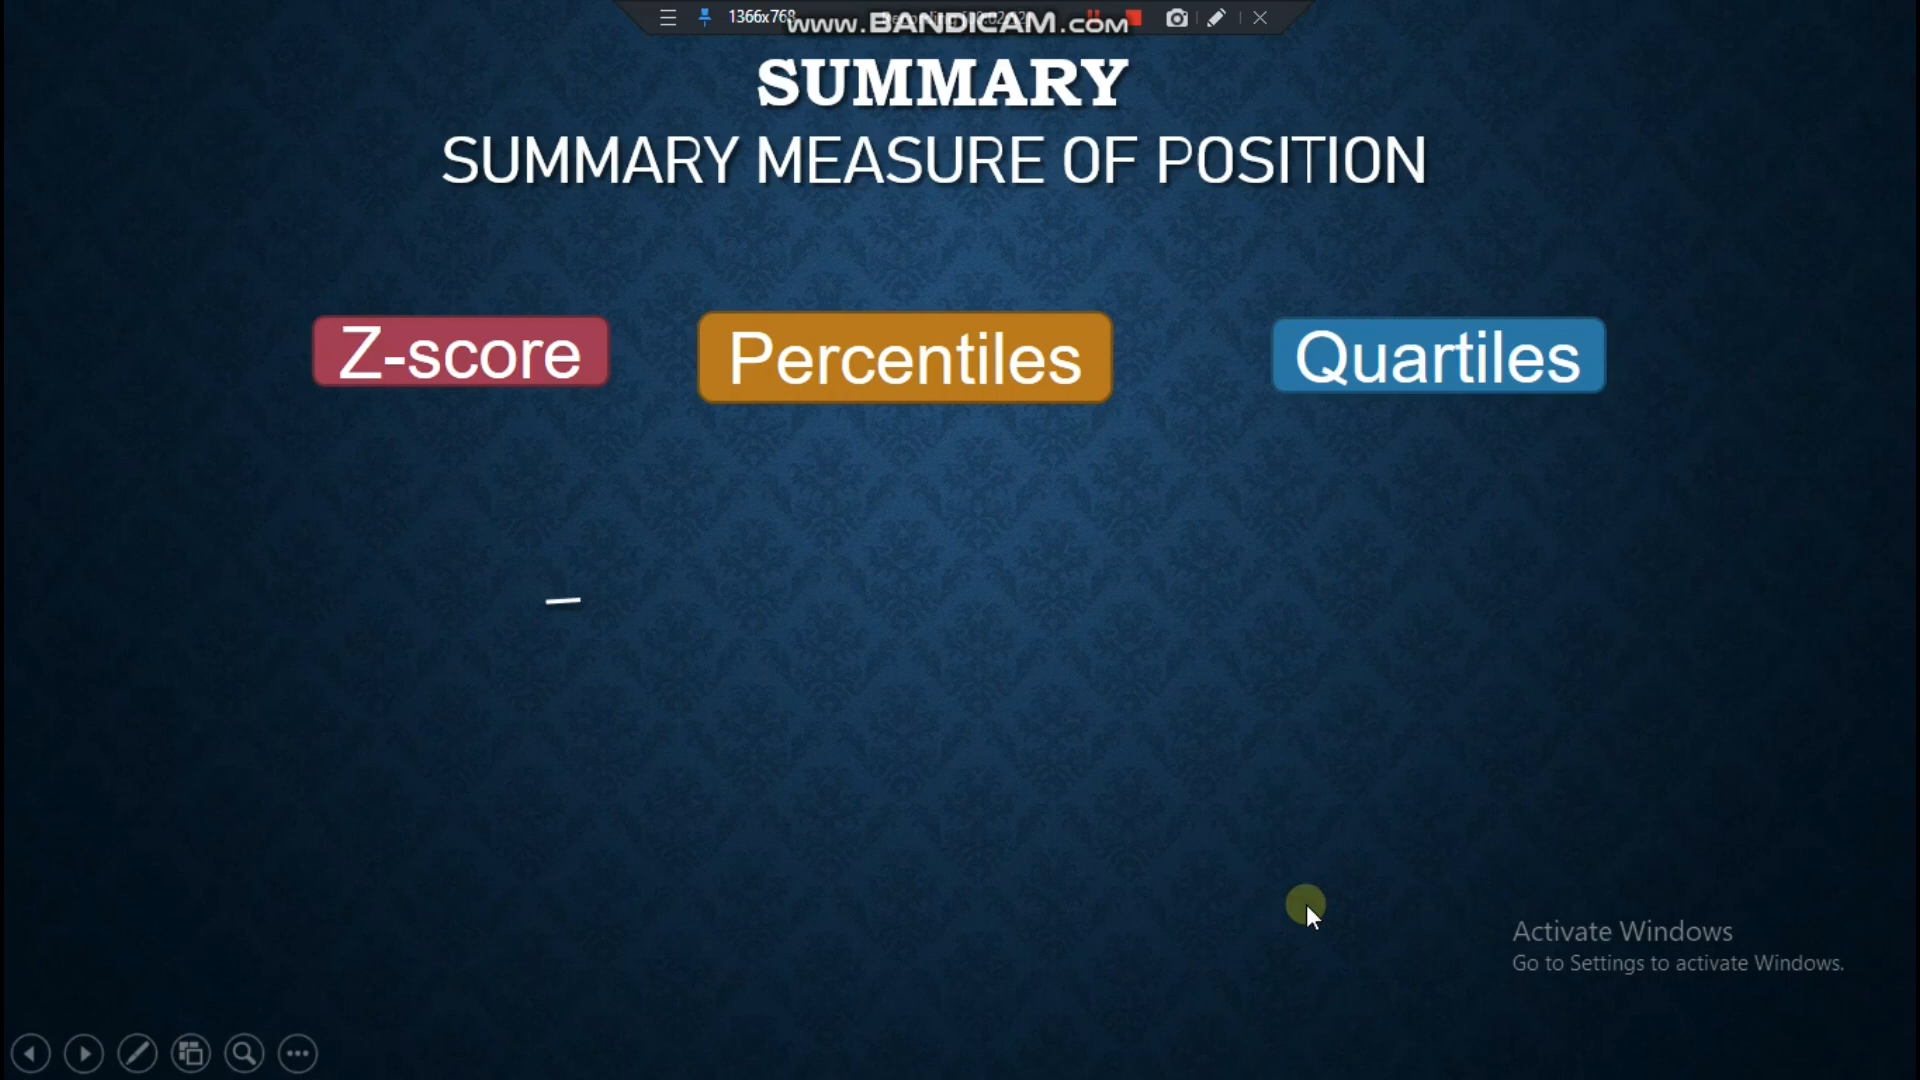 1366x768
www.BANDICAM.com
SUMMARY
SUMMARY MEASURE OF POSITION
Z-score
Percentiles
Quartiles
Activate Windows
Go to Settings to activate Windows.